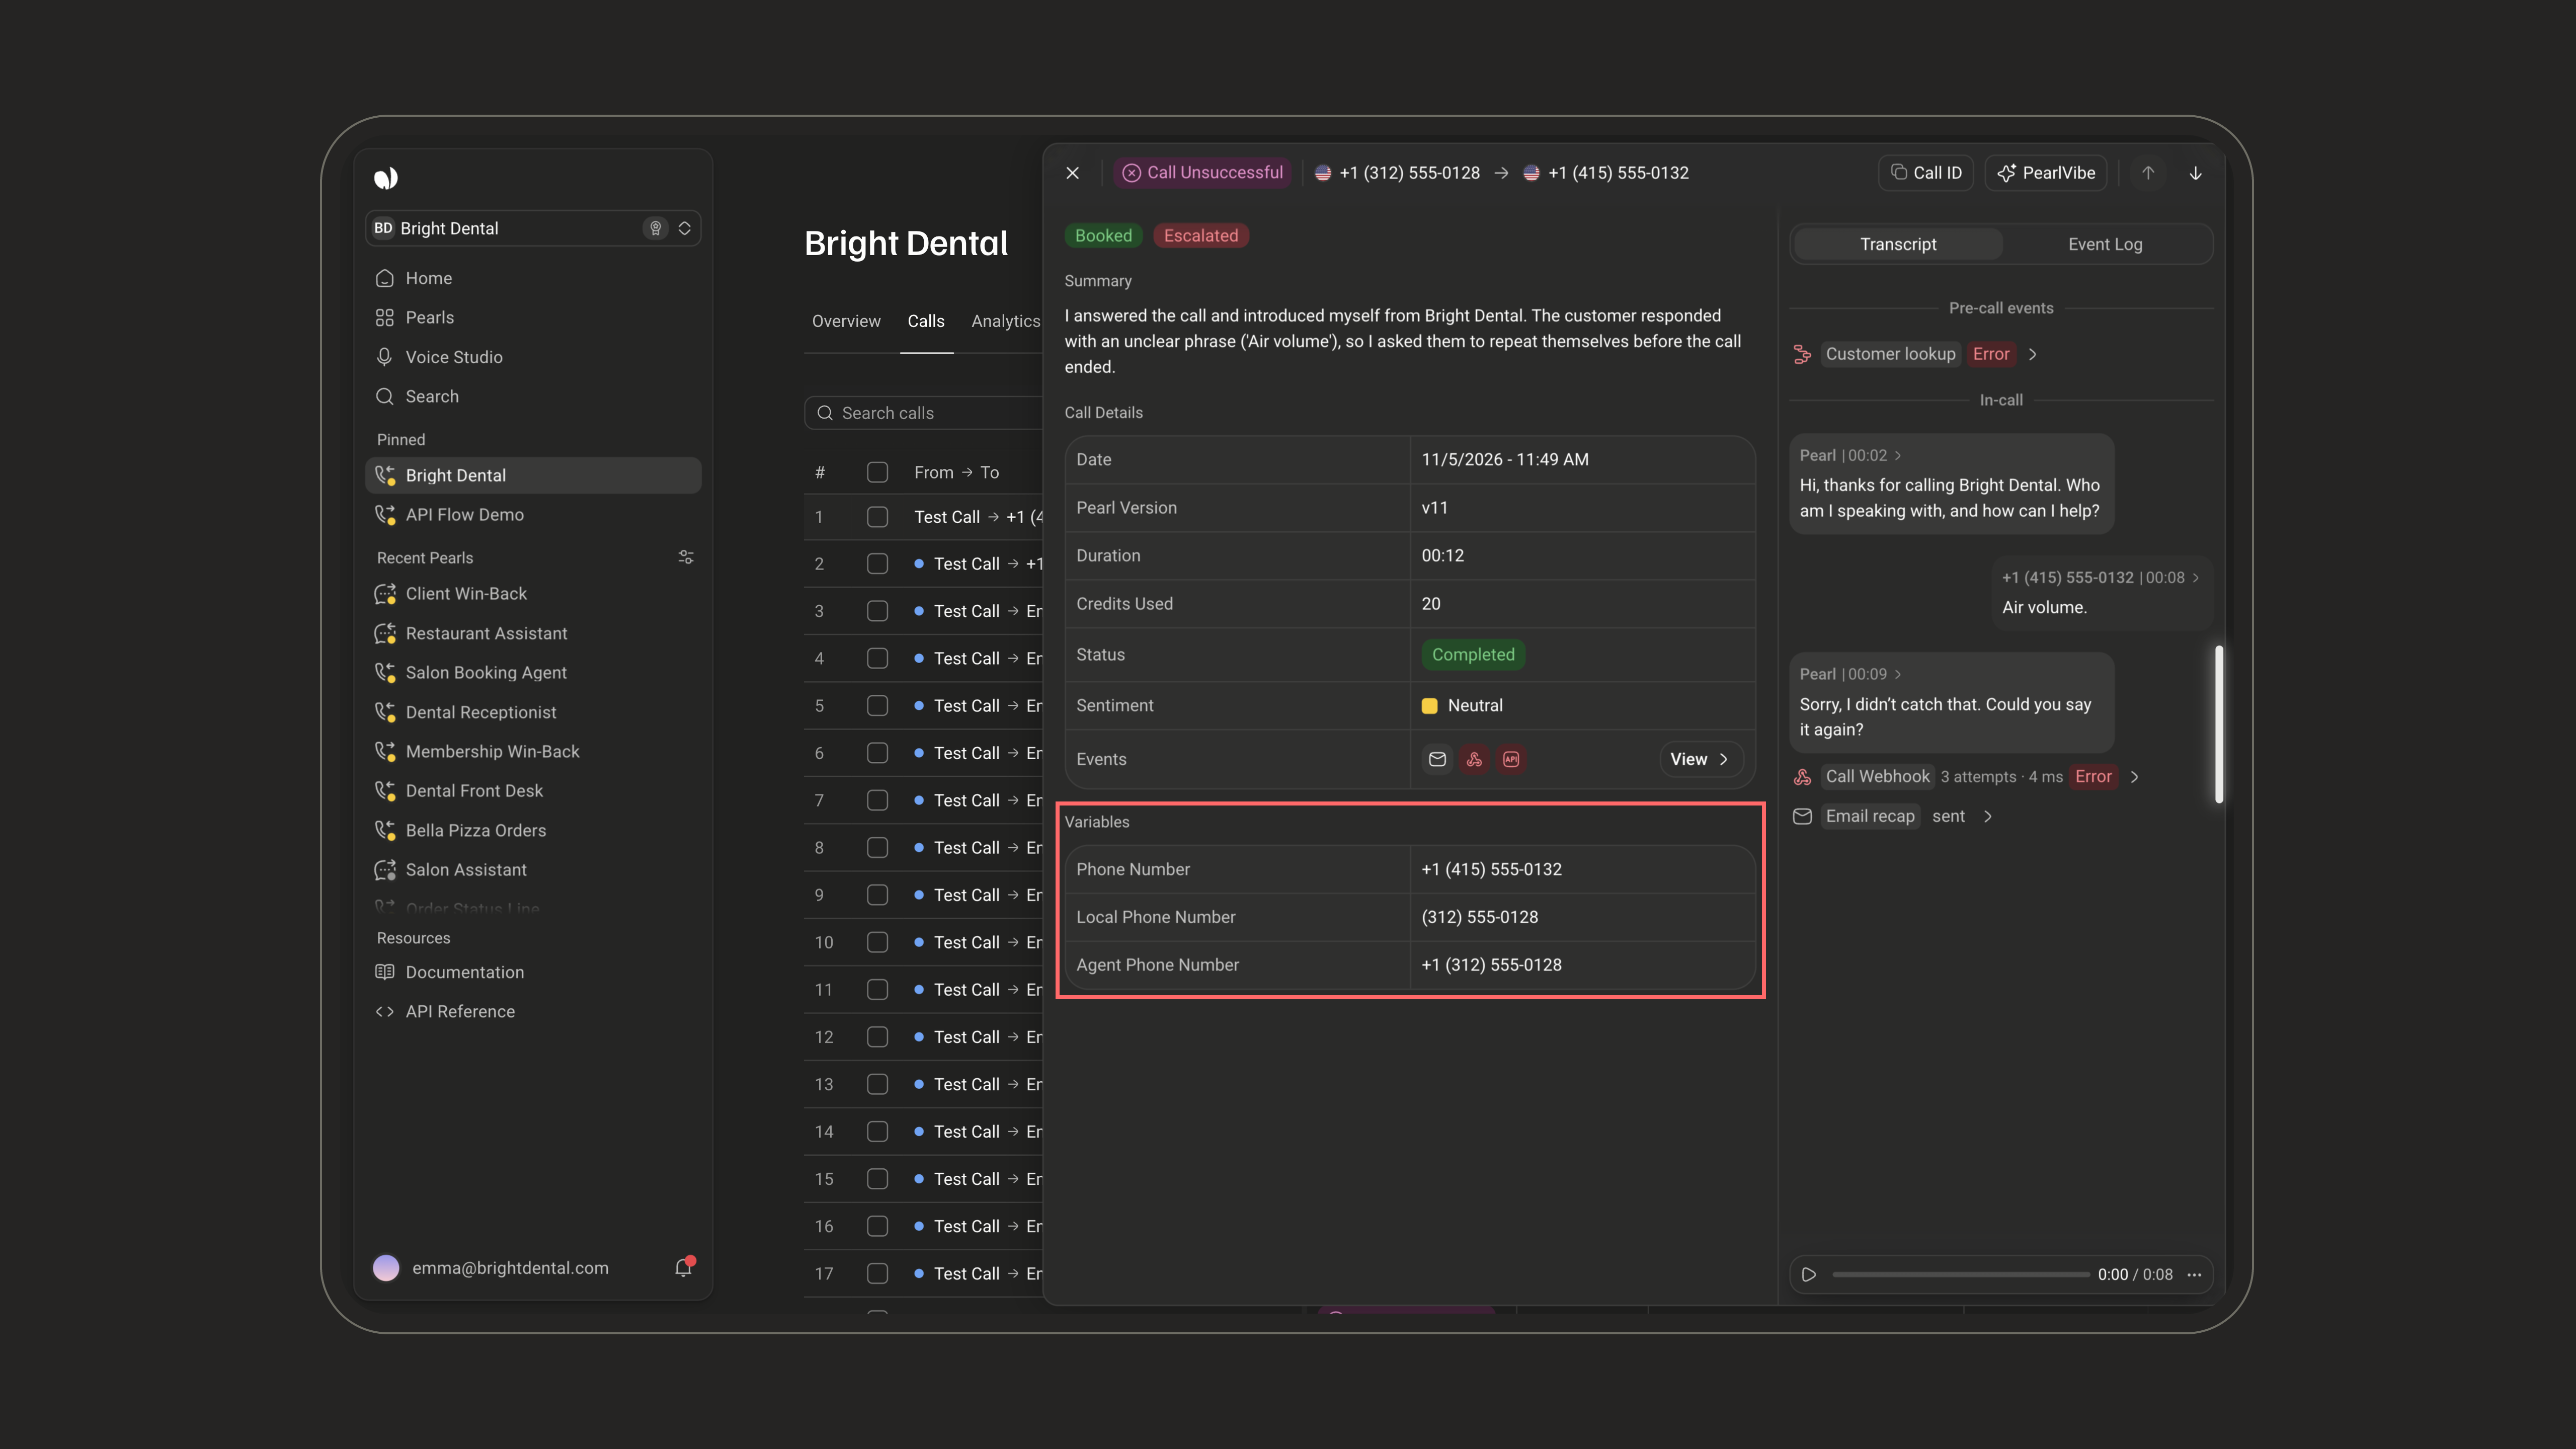 BD Bright Dental
Home
Pearls
Voice Studio
Search
Pinned
Bright Dental
API Flow Demo
Recent Pearls
Client Win-Back
Restaurant Assistant
Salon Booking Agent
Dental Receptionist
Membership Win-Back
Dental Front Desk
Bella Pizza Orders
Salon Assistant
Order Status Line
Resources
Documentation
API Reference
emma@brightdental.com
Bright Dental
Overview Calls Analytics
Search calls
# From → To
1 Test Call → +1 (4
2 Test Call → +1
3 Test Call → Er
4 Test Call → Er
5 Test Call → Er
6 Test Call → Er
7 Test Call → Er
8 Test Call → Er
9 Test Call → Er
10 Test Call → Er
11 Test Call → Er
12 Test Call → Er
13 Test Call → Er
14 Test Call → Er
15 Test Call → Er
16 Test Call → Er
17 Test Call → Er
Call Unsuccessful +1 (312) 555-0128 → +1 (415) 555-0132
Call ID PearlVibe
Booked Escalated
Summary
I answered the call and introduced myself from Bright Dental. The customer responded
with an unclear phrase ('Air volume'), so I asked them to repeat themselves before the call
ended.
Call Details
Date 11/5/2026 - 11:49 AM
Pearl Version v11
Duration 00:12
Credits Used 20
Status Completed
Sentiment Neutral
Events API View
Variables
Phone Number +1 (415) 555-0132
Local Phone Number (312) 555-0128
Agent Phone Number +1 (312) 555-0128
Transcript Event Log
Pre-call events
Customer lookup Error
In-call
Pearl | 00:02
Hi, thanks for calling Bright Dental. Who
am I speaking with, and how can I help?
+1 (415) 555-0132 | 00:08
Air volume.
Pearl | 00:09
Sorry, I didn’t catch that. Could you say
it again?
Call Webhook 3 attempts · 4 ms Error
Email recap sent
0:00 / 0:08